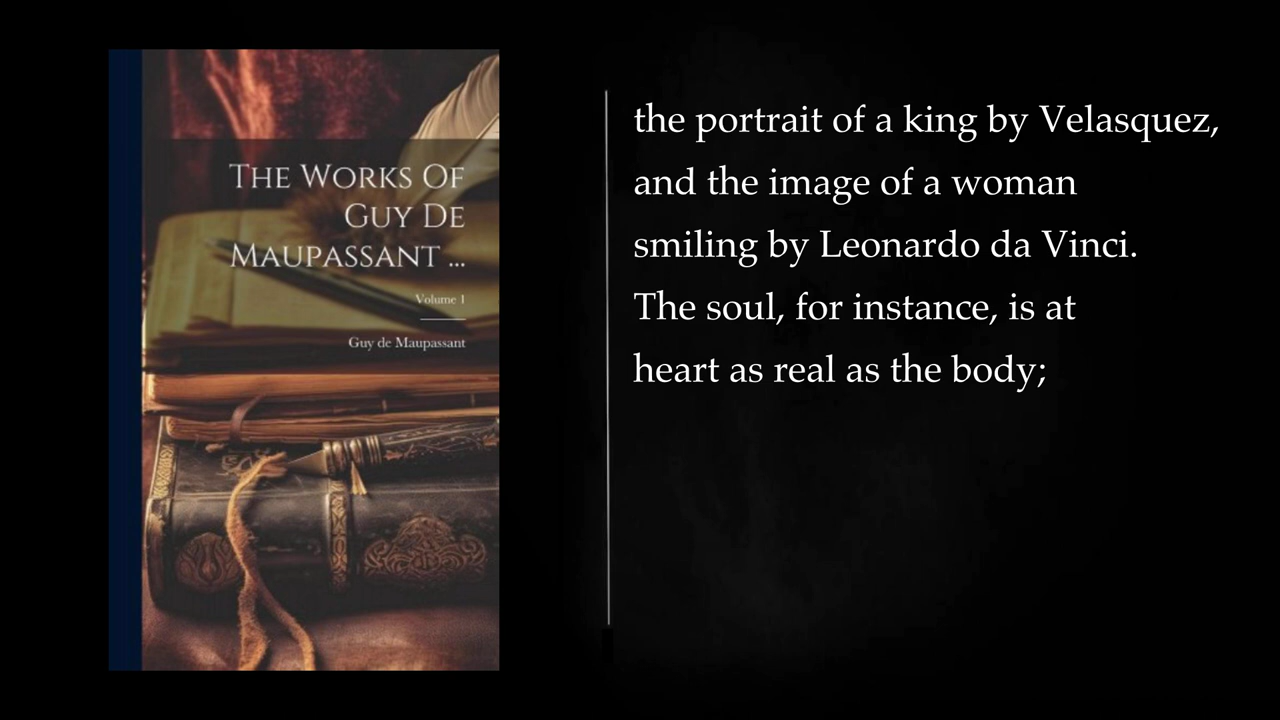 The Works Of
Guy De
Maupassant ...
Volume 1
Guy de Maupassant
the portrait of a king by Velasquez,
and the image of a woman
smiling by Leonardo da Vinci.
The soul, for instance, is at
heart as real as the body;